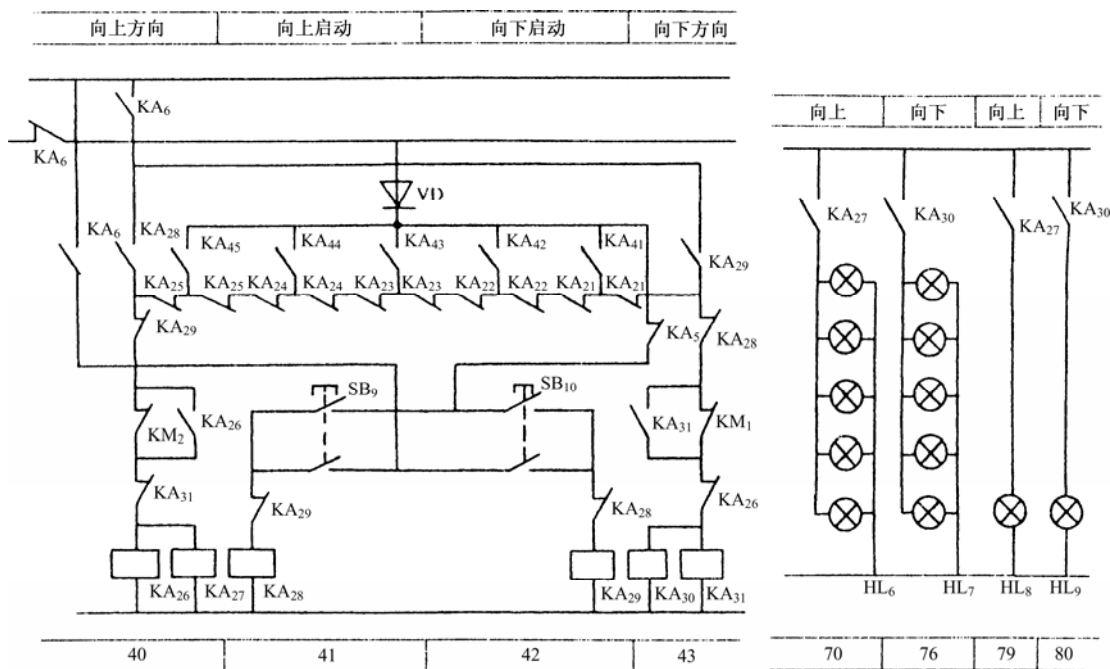 向上方向 向上启动 向下启动 向下方向
向上 向下 向上 向下
KA6
KA6
VD
KA27 KA30 KA27 KA30
KA6 KA28 KA45 KA44 KA43 KA42 KA41
KA29
KA25 KA25 KA24 KA24 KA23 KA23 KA22 KA22 KA21 KA21
KA29 KA5 KA28
SB9 SB10
KM2 KA26 KA31 KM1
KA31 KA29 KA28 KA26
KA26 KA27 KA28 KA29 KA30 KA31
HL6 HL7 HL8 HL9
40 41 42 43
70 76 79 80